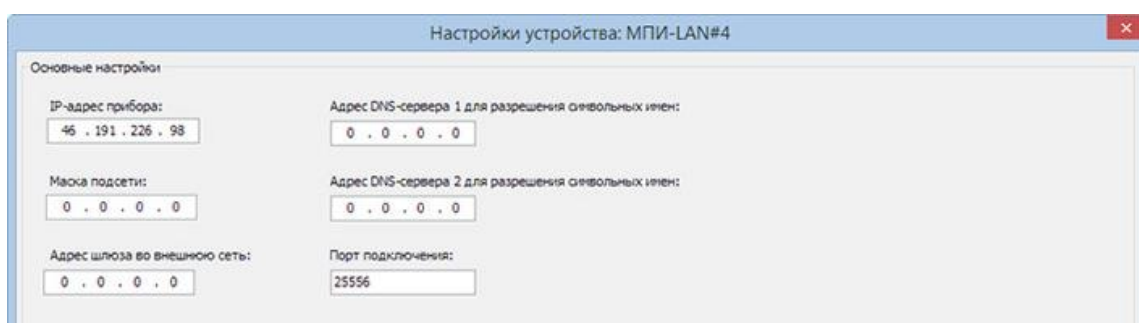 Настройки устройства: МПИ-LAN#4
Основные настройки
IP-адрес прибора:
46 . 191 . 226 . 98
Адрес DNS-сервера 1 для разрешения символьных имен:
0 . 0 . 0 . 0
Маска подсети:
0 . 0 . 0 . 0
Адрес DNS-сервера 2 для разрешения символьных имен:
0 . 0 . 0 . 0
Адрес шлюза во внешнюю сеть:
0 . 0 . 0 . 0
Порт подключения:
25556